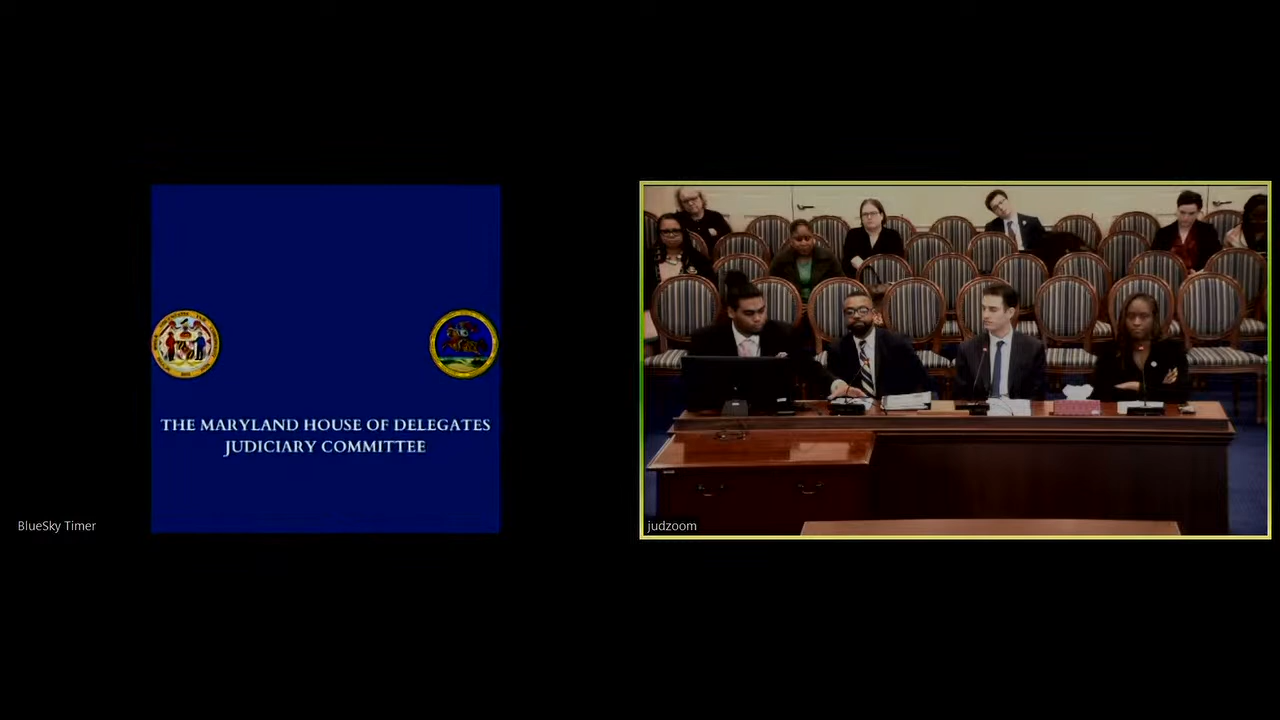 THE MARYLAND HOUSE OF DELEGATES
JUDICIARY COMMITTEE
BlueSky Timer
judzoom